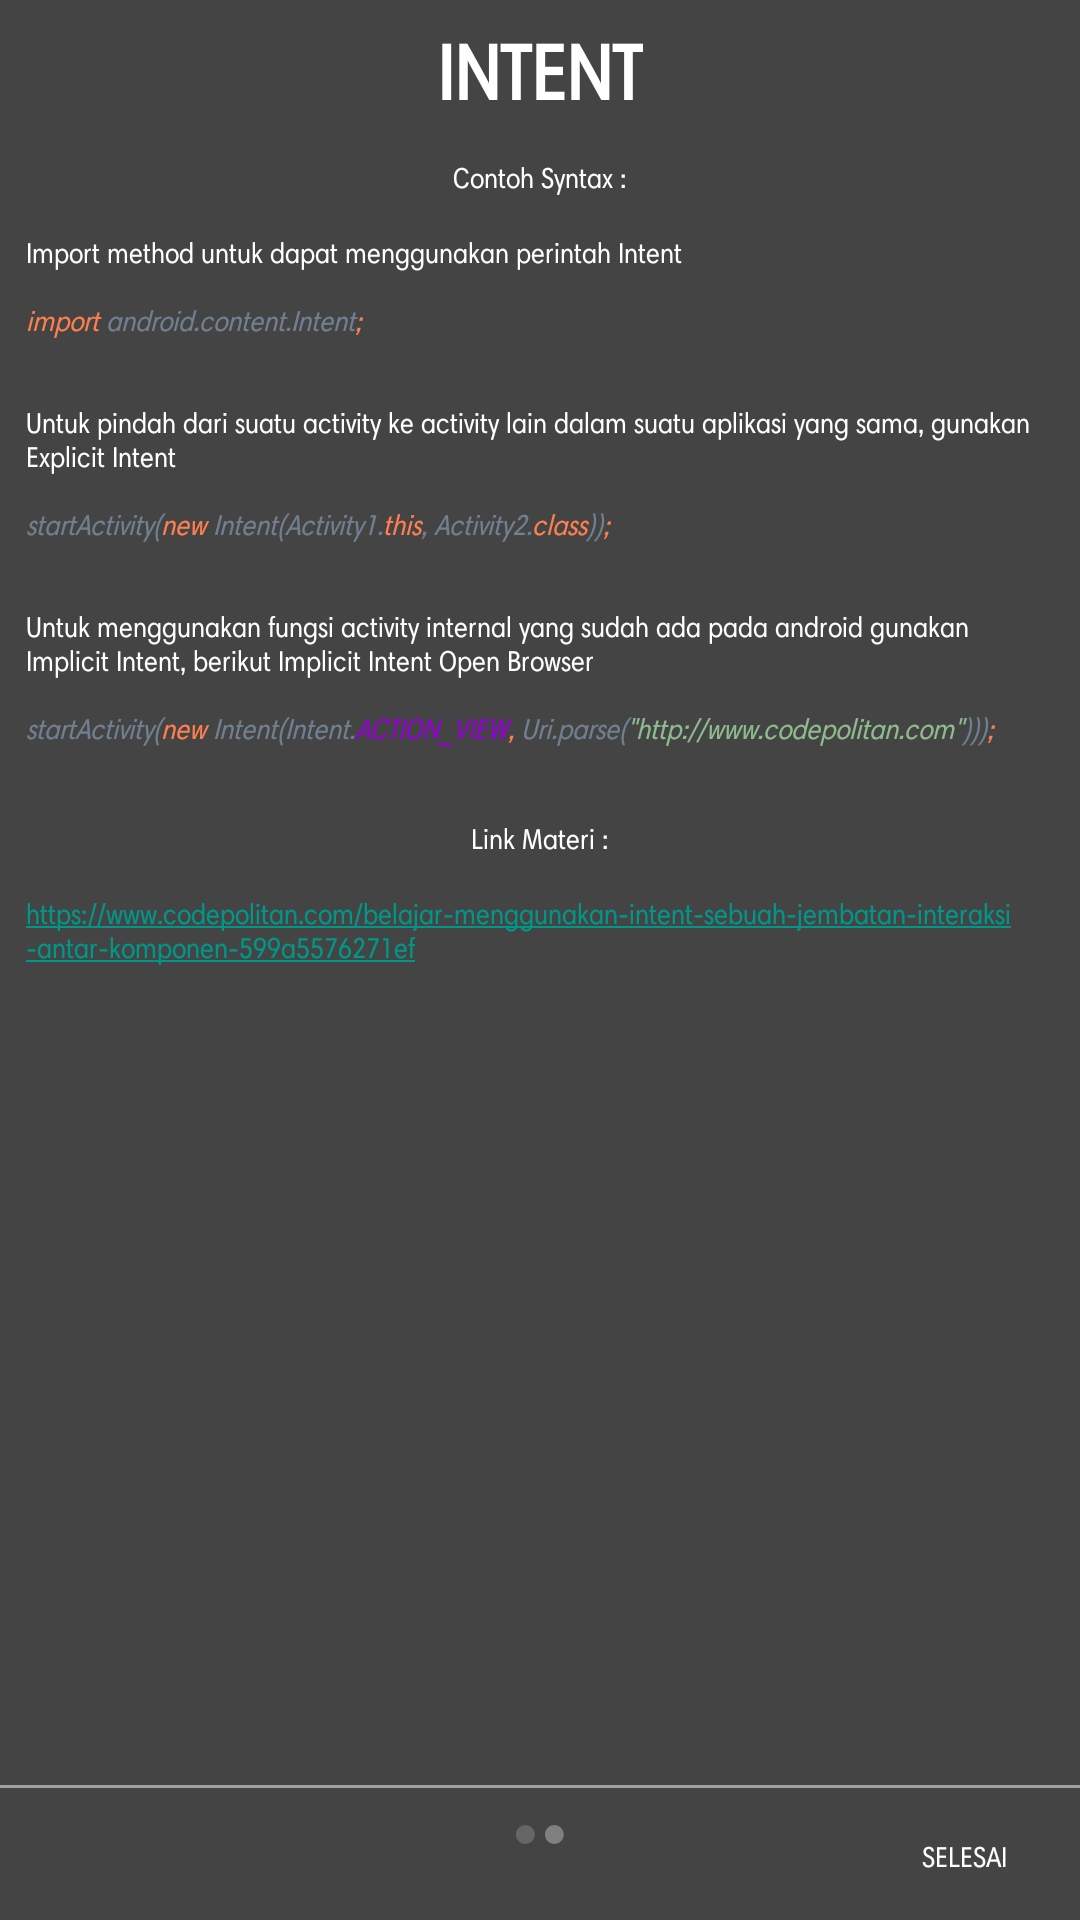 INTENT
Contoh Syntax :
Import method untuk dapat menggunakan perintah Intent
import android.content.Intent;
Untuk pindah dari suatu activity ke activity lain dalam suatu aplikasi yang sama, gunakan
Explicit Intent
startActivity(new Intent(Activity1.this, Activity2.class));
Untuk menggunakan fungsi activity internal yang sudah ada pada android gunakan
Implicit Intent, berikut Implicit Intent Open Browser
startActivity(new Intent(Intent.ACTION_VIEW, Uri.parse("http://www.codepolitan.com")));
Link Materi :
https://www.codepolitan.com/belajar-menggunakan-intent-sebuah-jembatan-interaksi
-antar-komponen-599a5576271ef
SELESAI